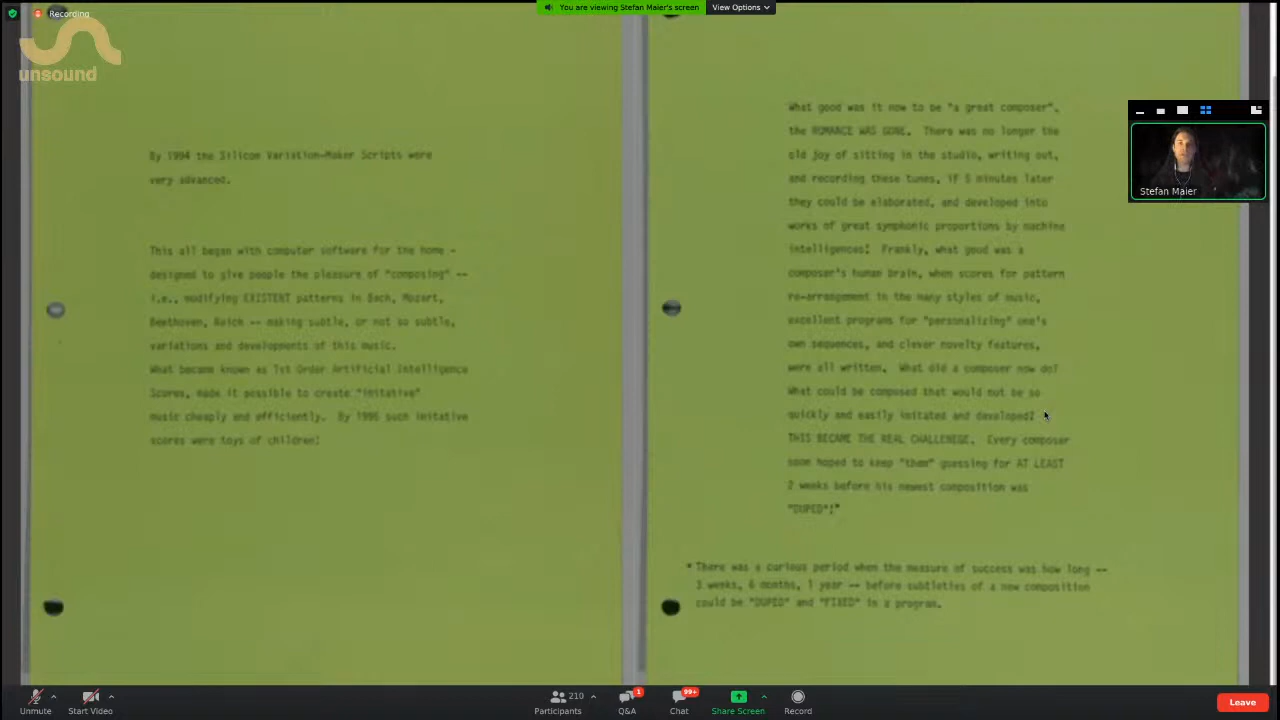 Recording
You are viewing Stefan Maier's screen
View Options
unsound
By 1994 the Silicon Variation-Maker Scripts were
very advanced.
This all began with computer software for the home -
designed to give people the pleasure of "composing" --
i.e., modifying EXISTENT patterns in Bach, Mozart,
Beethoven, Reich -- making subtle, or not so subtle,
variations and developments of this music.
What became known as 1st Order Artificial Intelligence
Scores, made it possible to create "imitative"
music cheaply and efficiently. By 1995 such imitative
scores were toys of children!
What good was it now to be "a great composer",
the ROMANCE WAS GONE. There was no longer the
old joy of sitting in the studio, writing out,
and recording these tunes, if 5 minutes later
they could be elaborated, and developed into
works of great symphonic proportions by machine
intelligences! Frankly, what good was a
composer's human brain, when scores for pattern
re-arrangement in the many styles of music,
excellent programs for "personalizing" one's
own sequences, and clever novelty features,
were all written. What did a composer now do?
What could be composed that would not be so
quickly and easily imitated and developed?
THIS BECAME THE REAL CHALLENEGE. Every composer
soon hoped to keep "them" guessing for AT LEAST
2 weeks before his newest composition was
"DUPED"!*
* There was a curious period when the measure of success was how long --
3 weeks, 6 months, 1 year -- before subtleties of a new composition
could be "DUPED" and "FIXED" in a program.
Stefan Maier
Unmute
Start Video
Participants
210
Q&A
1
Chat
99+
Share Screen
Record
Leave